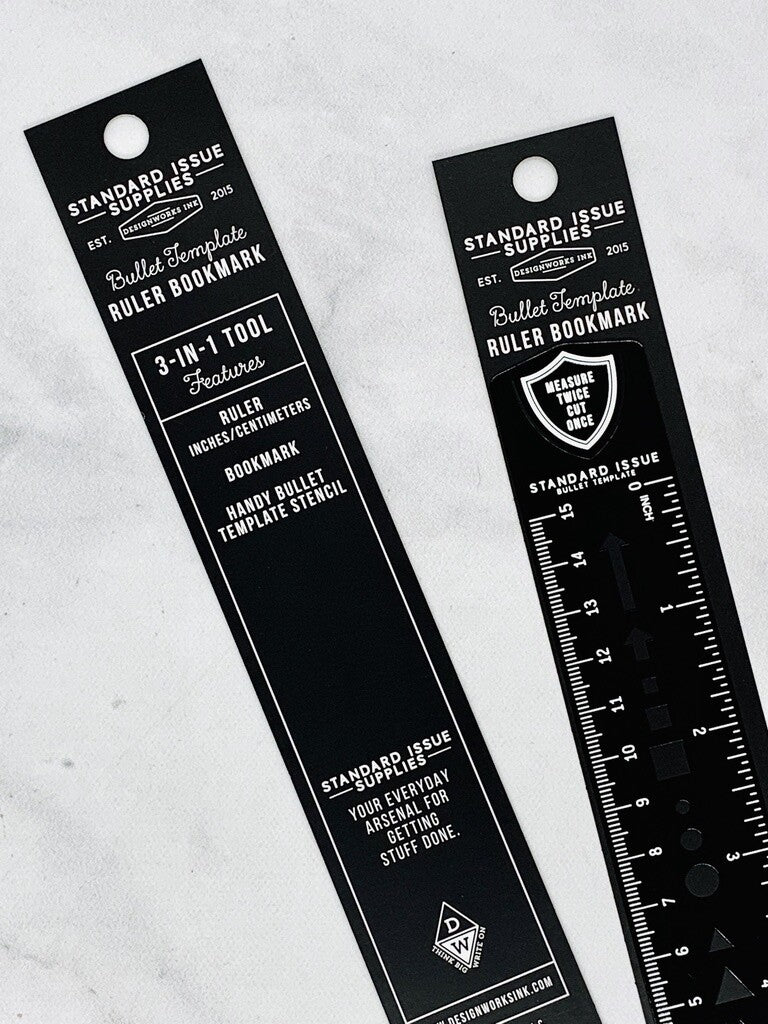 STANDARD ISSUE
SUPPLIES
EST. DESIGNWORKS INK 2015
Bullet Template
RULER BOOKMARK
3-IN-1 TOOL
Features
RULER
INCHES/CENTIMETERS
BOOKMARK
HANDY BULLET
TEMPLATE STENCIL
STANDARD ISSUE
SUPPLIES
YOUR EVERYDAY
ARSENAL FOR
GETTING
STUFF DONE.
D
W
THINK BIG WRITE ON
W.DESIGNWORKSINK.COM
STANDARD ISSUE
SUPPLIES
EST. DESIGNWORKS INK 2015
Bullet Template
RULER BOOKMARK
MEASURE
TWICE
CUT
ONCE
STANDARD ISSUE
BULLET TEMPLATE
0 INCH
1
2
3
4
15
14
13
12
11
10
9
8
7
6
5